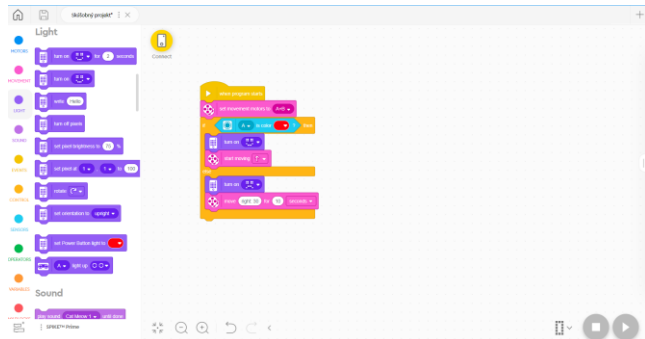 Skúšobný projekt*
Light
MOTORS
turn on for 2 seconds
MOVEMENT
turn on
LIGHT
write Hello
turn off pixels
SOUND
set pixel brightness to 75 %
EVENTS
set pixel at 1 , 1 to 100
CONTROL
rotate
set orientation to upright
SENSORS
set Power Button light to
OPERATORS
A light up
VARIABLES
Sound
play sound Cat Meow 1 until done
SPIKE™ Prime
Connect
when program starts
set movement motors to A+B
if A is color ? then
turn on
start moving
else
turn on
move right: 30 for 10 seconds